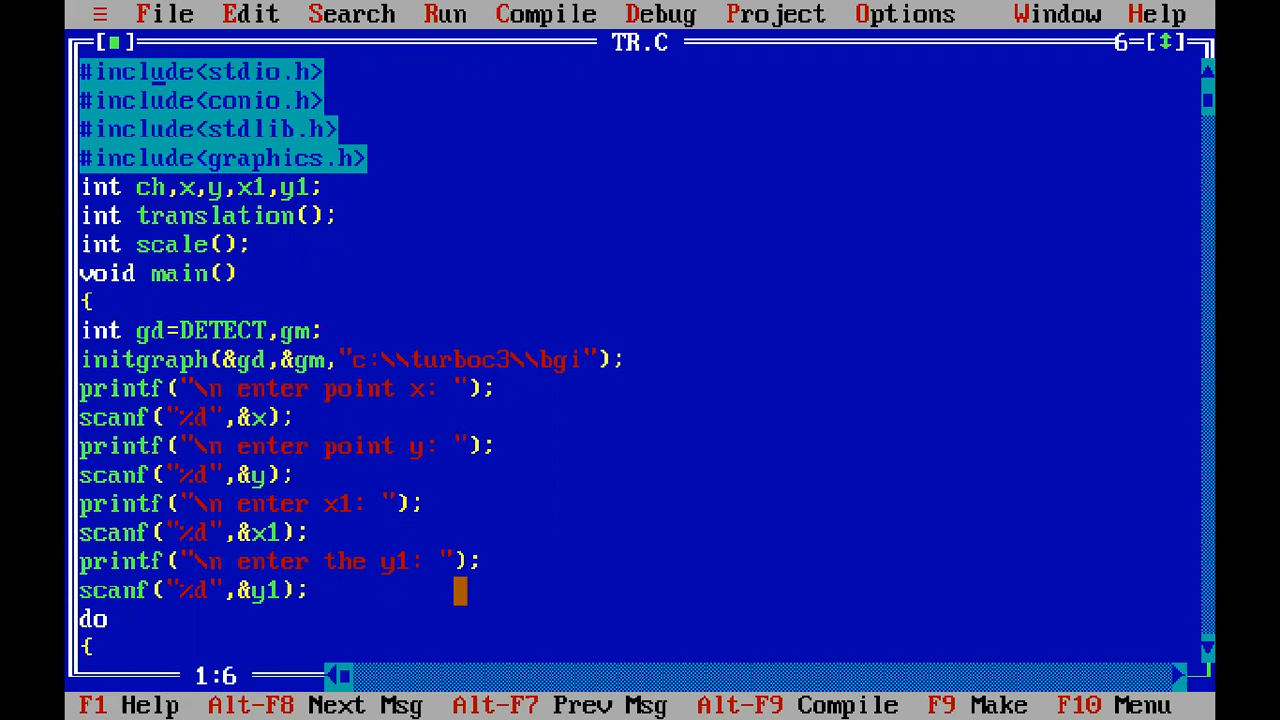 ≡ File Edit Search Run Compile Debug Project Options Window Help
[■] TR.C 6=[↕]
#include<stdio.h>
#include<conio.h>
#include<stdlib.h>
#include<graphics.h>
int ch,x,y,x1,y1;
int translation();
int scale();
void main()
{
int gd=DETECT,gm;
initgraph(&gd,&gm,"c:\\turboc3\\bgi");
printf("\n enter point x: ");
scanf("%d",&x);
printf("\n enter point y: ");
scanf("%d",&y);
printf("\n enter x1: ");
scanf("%d",&x1);
printf("\n enter the y1: ");
scanf("%d",&y1);
do
{
1:6
F1 Help Alt-F8 Next Msg Alt-F7 Prev Msg Alt-F9 Compile F9 Make F10 Menu